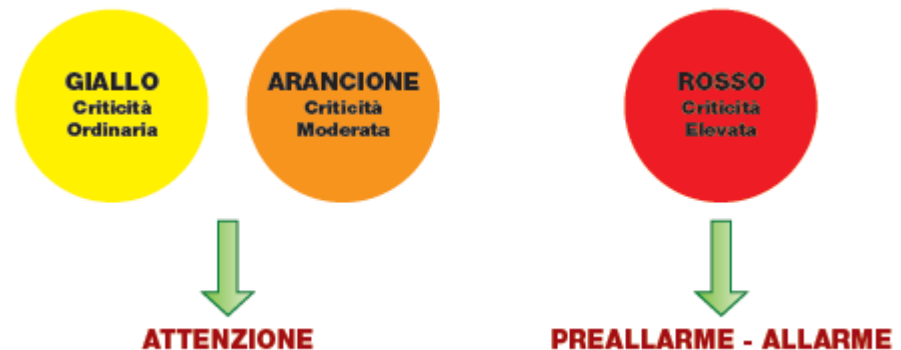 GIALLO
Criticità
Ordinaria
ARANCIONE
Criticità
Moderata
ROSSO
Criticità
Elevata
ATTENZIONE
PREALLARME - ALLARME